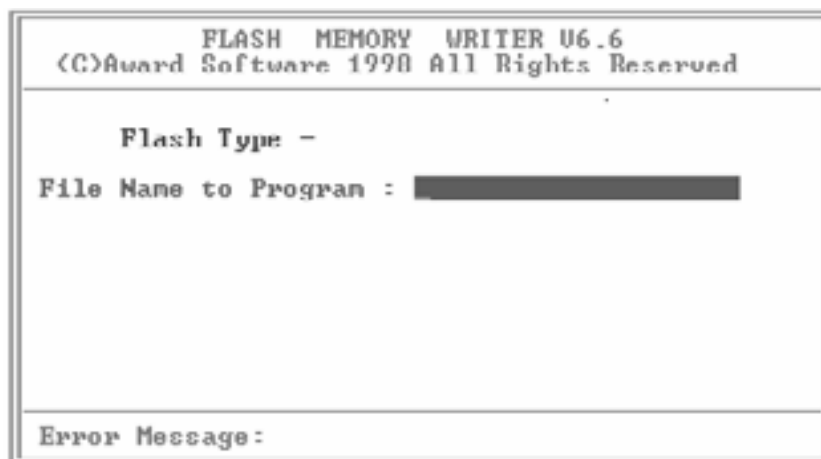 FLASH MEMORY WRITER V6.6
(C)Award Software 1998 All Rights Reserved
Flash Type -
File Name to Program :
Error Message: